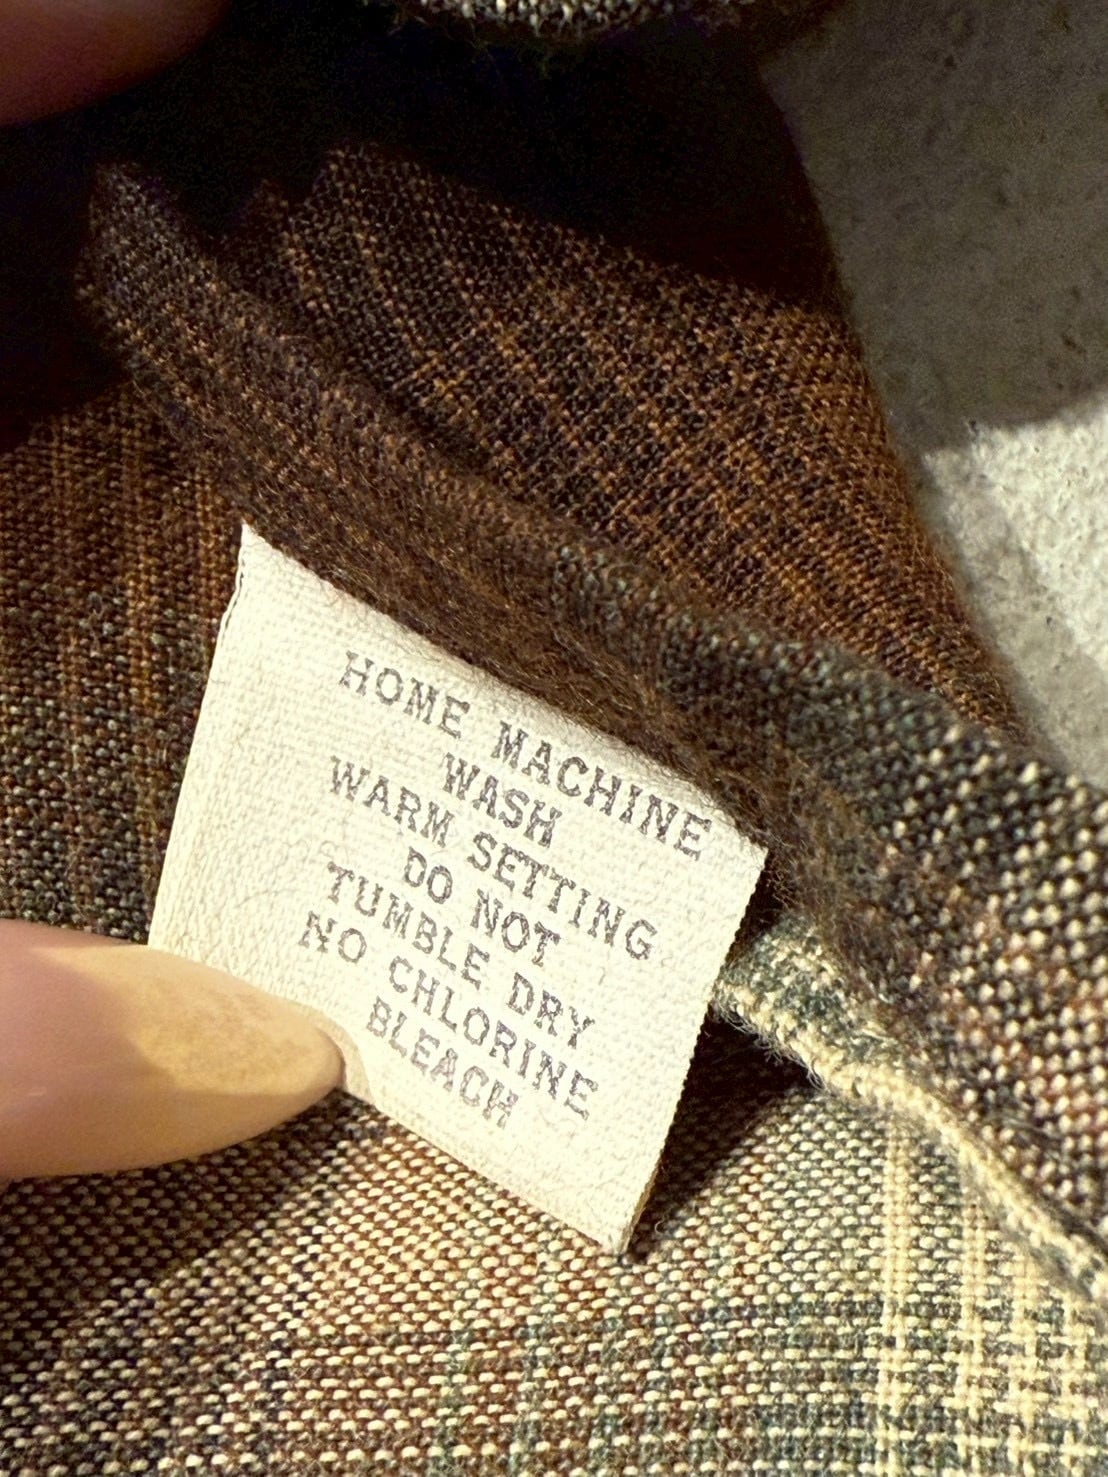 HOME MACHINE
WASH
WARM SETTING
DO NOT
TUMBLE DRY
NO CHLORINE
BLEACH